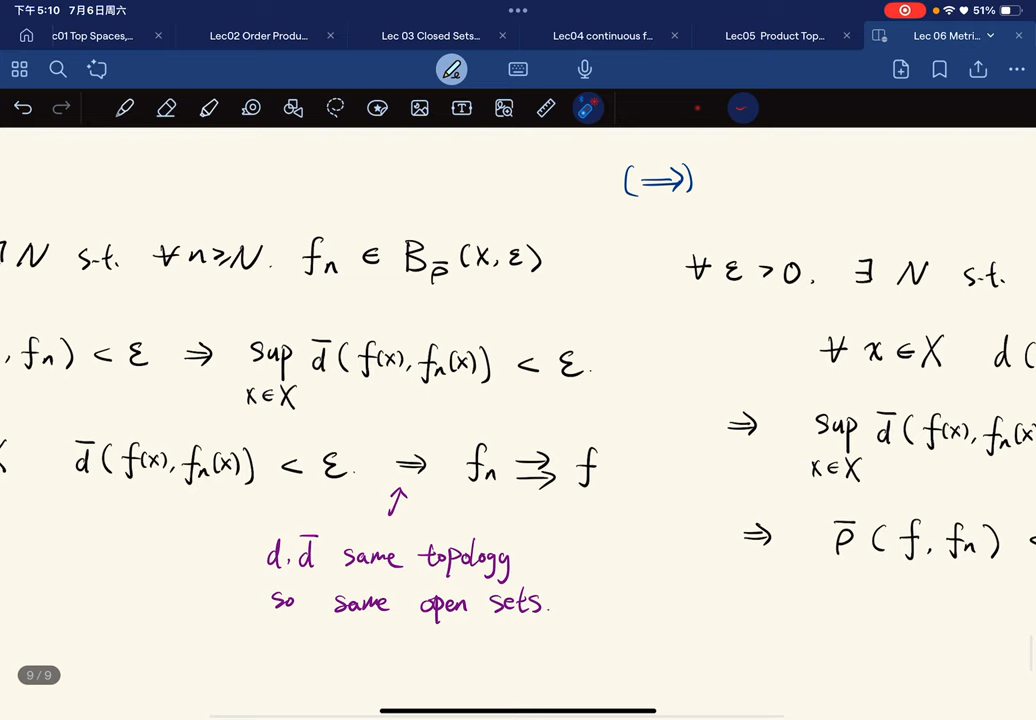 下午5:10 7月6日周六
51%
c01 Top Spaces,...
Lec02 Order Produ...
Lec 03 Closed Sets...
Lec04 continuous f...
Lec05 Product Top...
Lec 06 Metri...
(⇒)
∃ N s.t. ∀ n ≥ N. fₙ ∈ B_ρ̄ (x, ε)
, fₙ) < ε ⇒ sup d̄ ( f(x), fₙ(x)) < ε.
x ∈ X
X d̄ ( f(x), fₙ(x)) < ε. ⇒ fₙ ⇉ f
d, d̄ same topology
so same open sets.
∀ ε > 0. ∃ N s.t.
∀ x ∈ X d (
⇒ sup d̄ ( f(x), fₙ(x
x ∈ X
⇒ ρ̄ ( f, fₙ ) <
9 / 9